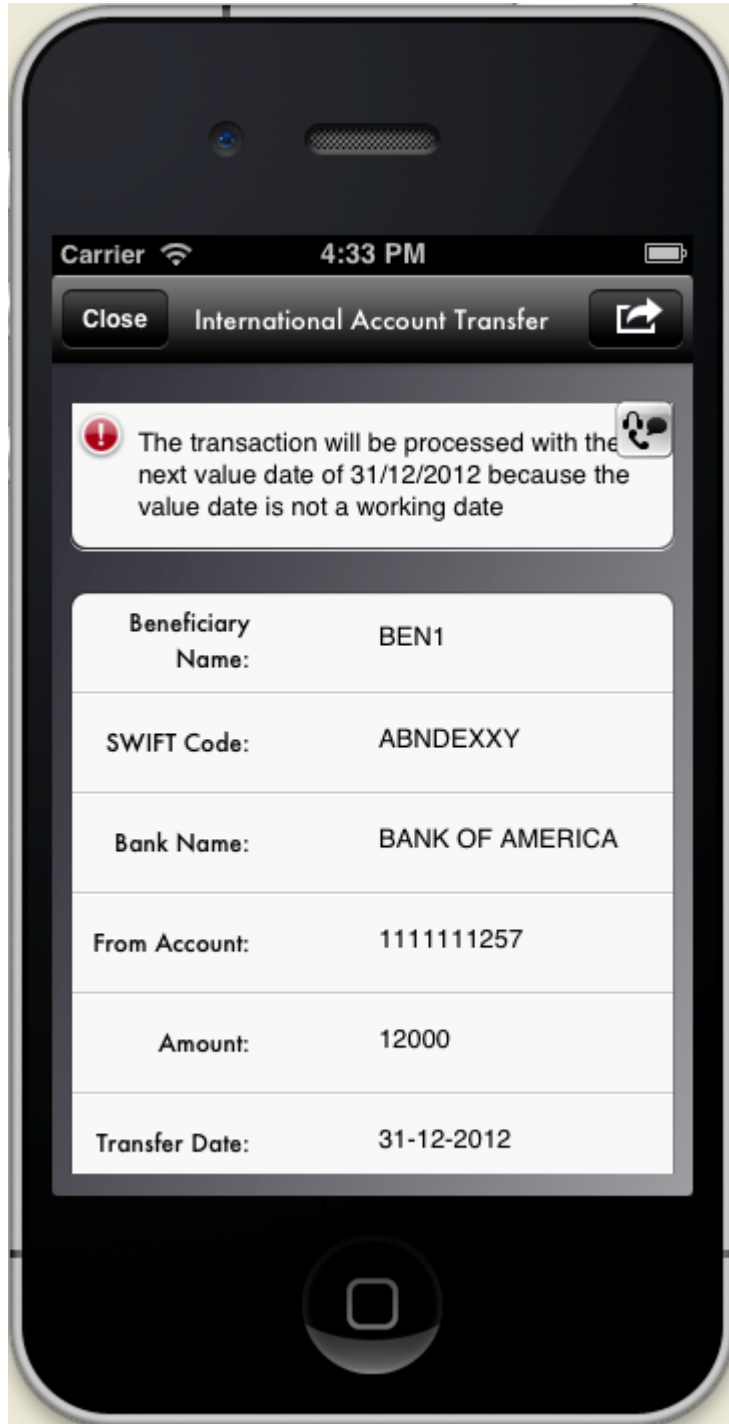 Carrier 4:33 PM
Close International Account Transfer
The transaction will be processed with the
next value date of 31/12/2012 because the
value date is not a working date
Beneficiary
Name: BEN1
SWIFT Code: ABNDEXXY
Bank Name: BANK OF AMERICA
From Account: 1111111257
Amount: 12000
Transfer Date: 31-12-2012